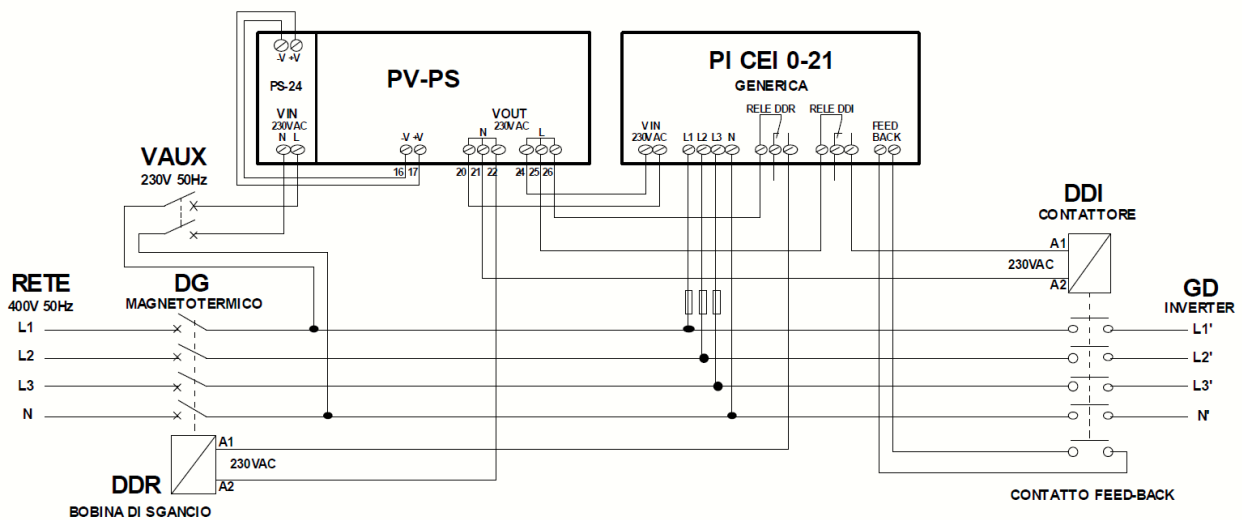 -V +V
PS-24
VIN
230VAC
N L
PV-PS
-V +V
16 17
VOUT
230VAC
N L
20 21 22 24 25 26
PI CEI 0-21
GENERICA
VIN
230VAC
L1 L2 L3 N
RELE DDR
RELE DDI
FEED
BACK
VAUX
230V 50Hz
DDI
CONTATTORE
A1
230VAC
A2
RETE
400V 50Hz
DG
MAGNETOTERMICO
GD
INVERTER
L1 L1'
L2 L2'
L3 L3'
N N'
A1
230VAC
A2
DDR
BOBINA DI SGANCIO
CONTATTO FEED-BACK